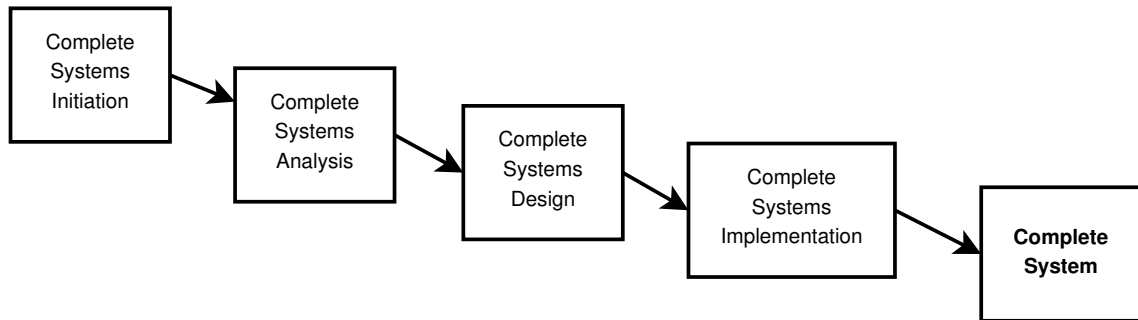 Complete
Systems
Initiation
Complete
Systems
Analysis
Complete
Systems
Design
Complete
Systems
Implementation
Complete
System